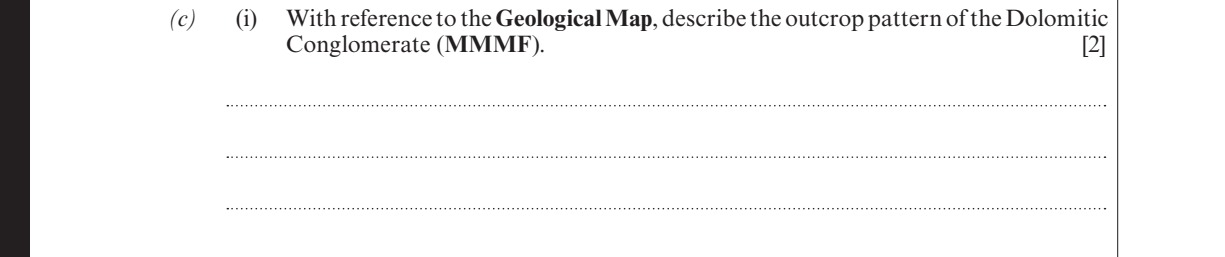 (c) (i) With reference to the Geological Map, describe the outcrop pattern of the Dolomitic
Conglomerate (MMMF). [2]